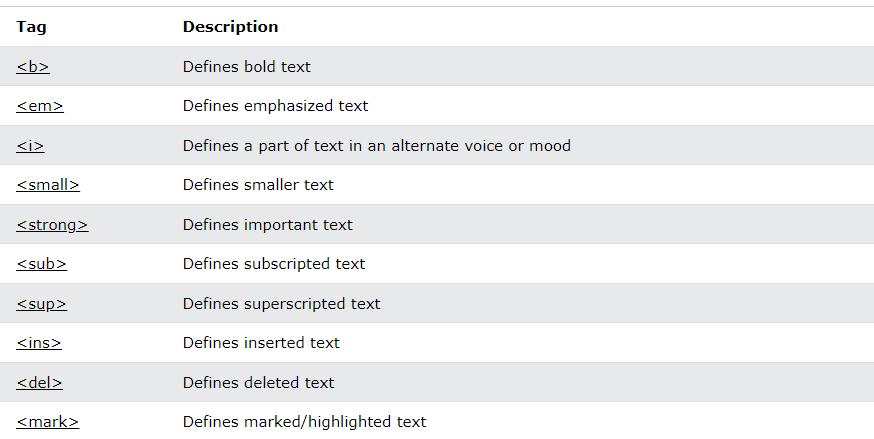 Tag Description
<b> Defines bold text
<em> Defines emphasized text
<i> Defines a part of text in an alternate voice or mood
<small> Defines smaller text
<strong> Defines important text
<sub> Defines subscripted text
<sup> Defines superscripted text
<ins> Defines inserted text
<del> Defines deleted text
<mark> Defines marked/highlighted text